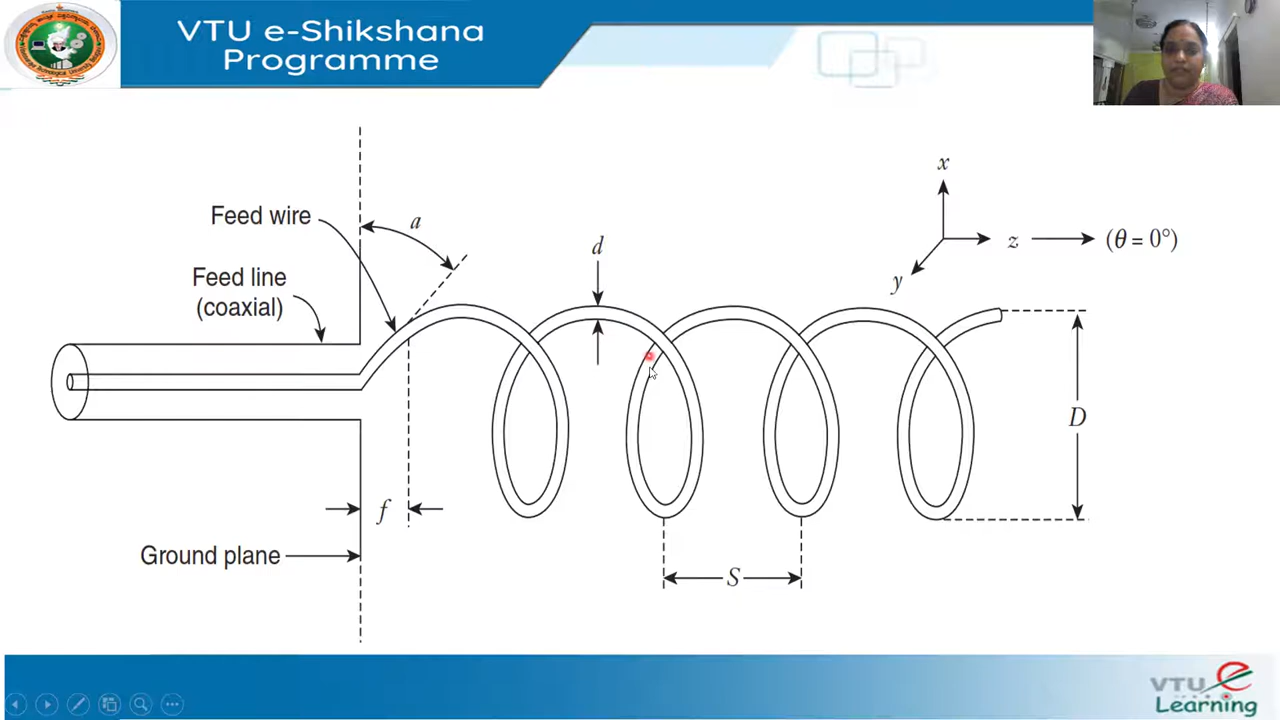 VTU e-Shikshana
Programme
x
Feed wire
a
d
z
(θ = 0°)
y
Feed line
(coaxial)
D
f
Ground plane
S
VTU e
Learning